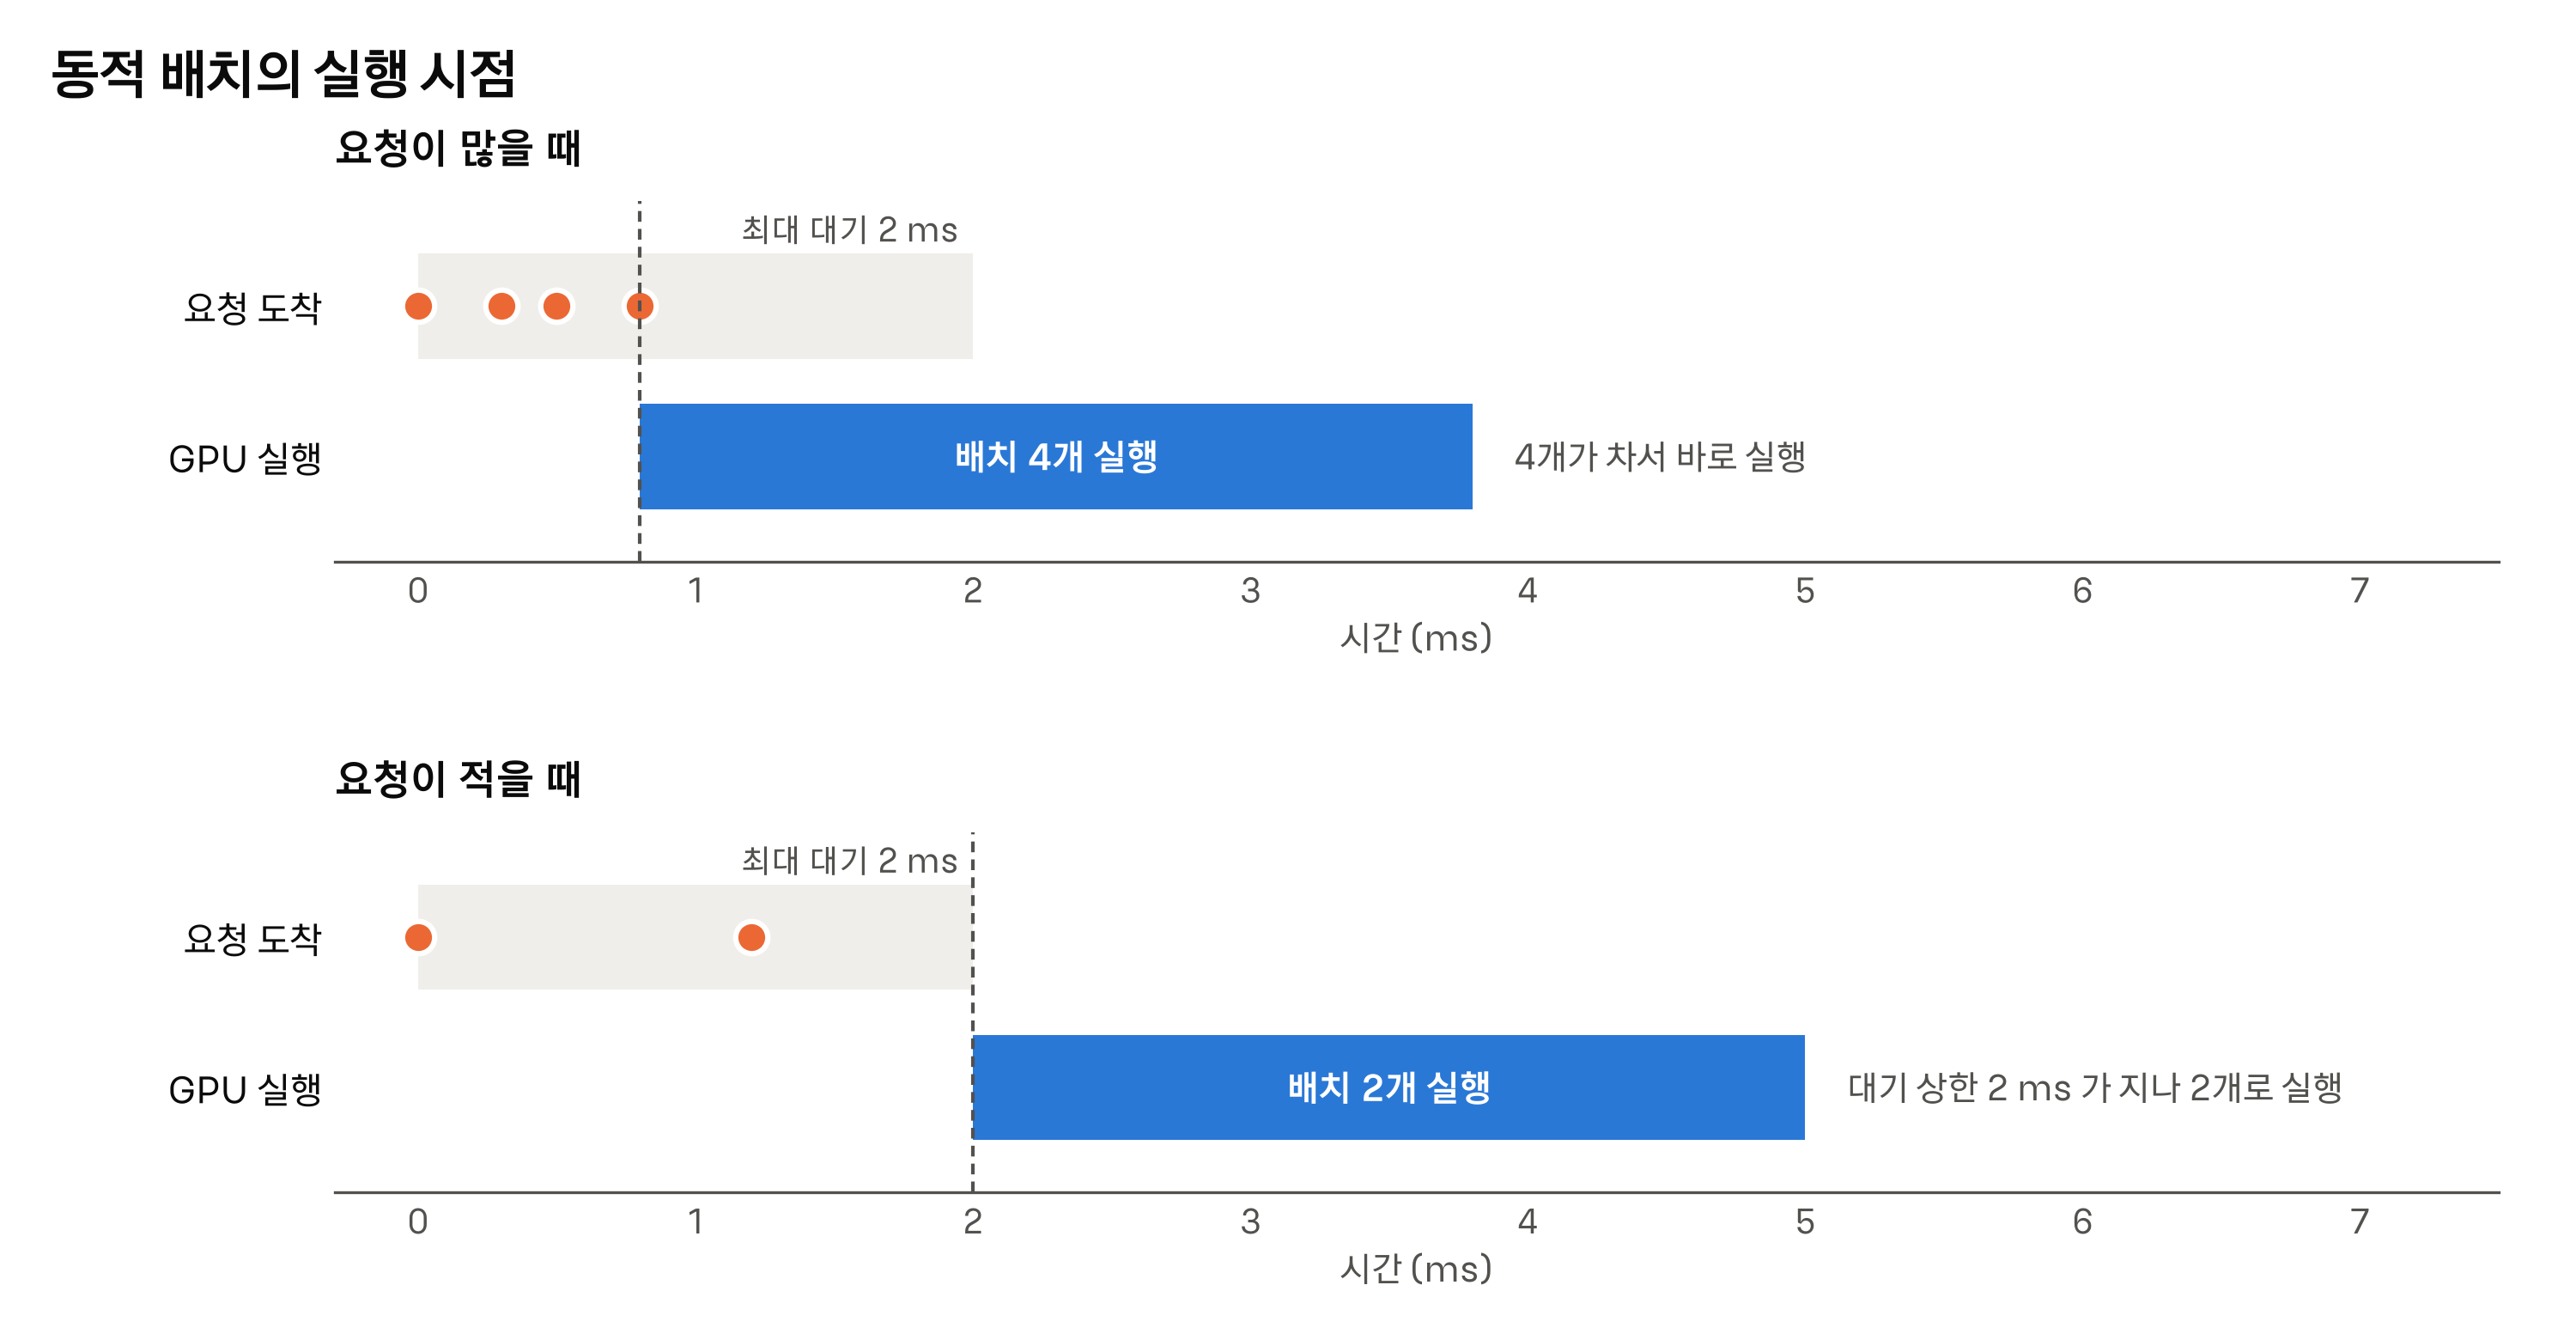 동적 배치의 실행 시점
요청이 많을 때
최대 대기 2 ms
요청 도착
GPU 실행
배치 4개 실행
4개가 차서 바로 실행
0 1 2 3 4 5 6 7
시간 (ms)
요청이 적을 때
최대 대기 2 ms
요청 도착
GPU 실행
배치 2개 실행
대기 상한 2 ms 가 지나 2개로 실행
0 1 2 3 4 5 6 7
시간 (ms)